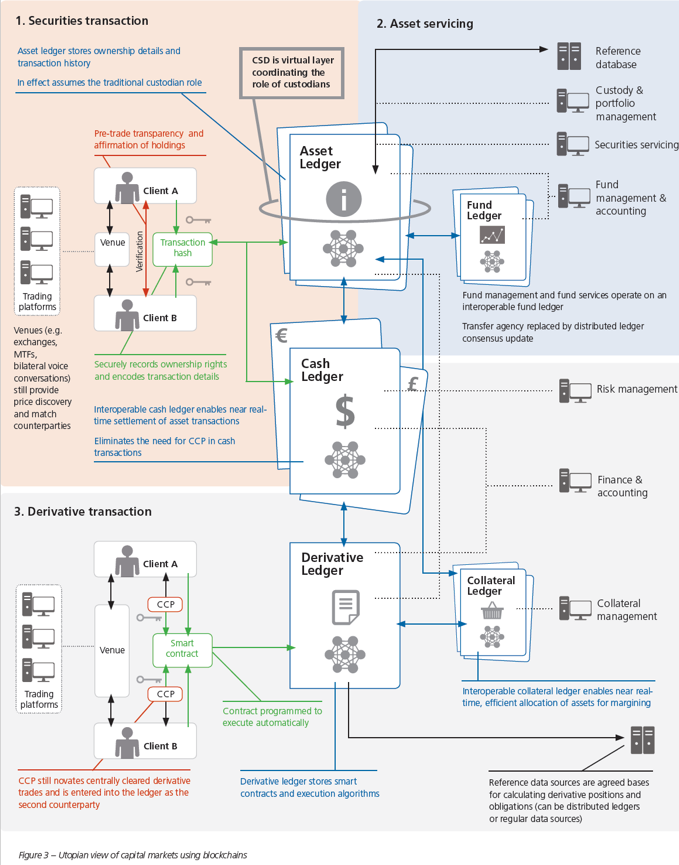 1. Securities transaction
Asset ledger stores ownership details and
transaction history
In effect assumes the traditional custodian role
CSD is virtual layer
coordinating the
role of custodians
Pre-trade transparency and
affirmation of holdings
Client A
Venue
Verification
Transaction
hash
Client B
Trading
platforms
Venues (e.g.
exchanges,
MTFs,
bilateral voice
conversations)
still provide
price discovery
and match
counterparties
Securely records ownership rights
and encodes transaction details
Interoperable cash ledger enables near real-
time settlement of asset transactions
Eliminates the need for CCP in cash
transactions
Asset
Ledger
i
€
Cash
Ledger
£
$
2. Asset servicing
Reference
database
Custody &
portfolio
management
Securities servicing
Fund
management &
accounting
Fund
Ledger
Fund management and fund services operate on an
interoperable fund ledger
Transfer agency replaced by distributed ledger
consensus update
Risk management
Finance &
accounting
Collateral
management
3. Derivative transaction
Client A
CCP
Venue
Smart
contract
CCP
Client B
Trading
platforms
Contract programmed to
execute automatically
CCP still novates centrally cleared derivative
trades and is entered into the ledger as the
second counterparty
Derivative
Ledger
Derivative ledger stores smart
contracts and execution algorithms
Collateral
Ledger
Interoperable collateral ledger enables near real-
time, efficient allocation of assets for margining
Reference data sources are agreed bases
for calculating derivative positions and
obligations (can be distributed ledgers
or regular data sources)
Figure 3 – Utopian view of capital markets using blockchains